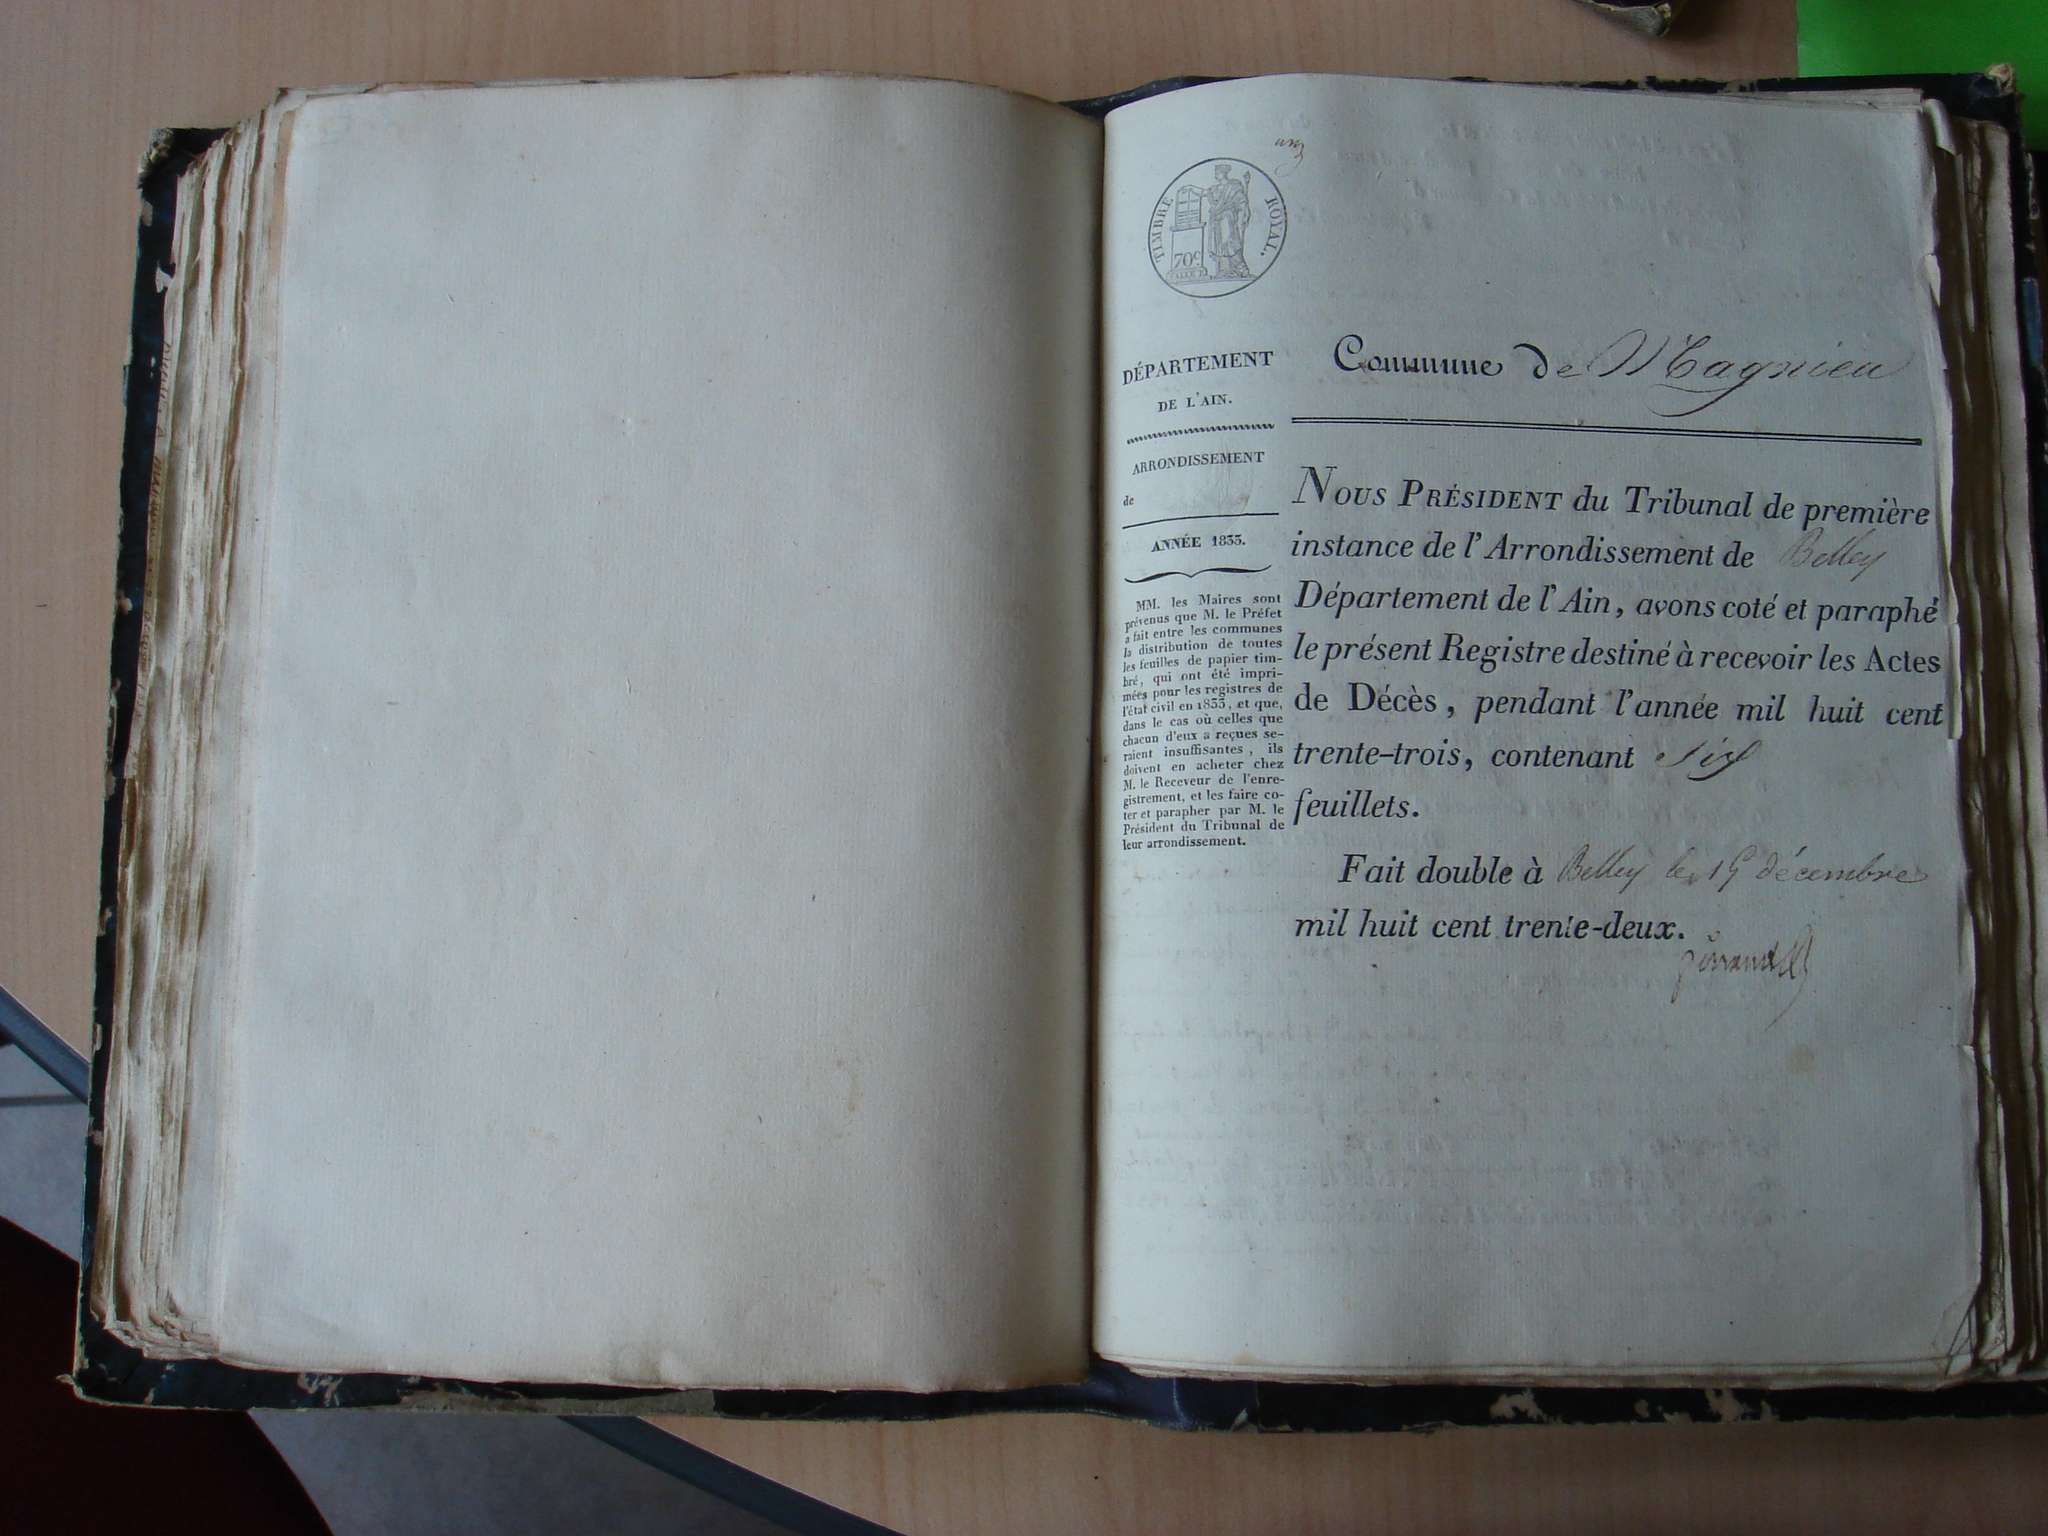 TIMBRE ROYAL.
70c
DÉPARTEMENT
DE L'AIN.
ARRONDISSEMENT
de
ANNÉE 1833.
MM. les Maires sont
prévenus que M. le Préfet
a fait entre les communes
la distribution de toutes
les feuilles de papier tim-
bré, qui ont été impri-
mées pour les registres de
l'état civil en 1833, et que,
dans le cas où celles que
chacun d'eux a reçues se-
raient insuffisantes, ils
doivent en acheter chez
M. le Receveur de l'enre-
gistrement, et les faire co-
ter et parapher par M. le
Président du Tribunal de
leur arrondissement.
Commune de Magnieu
NOUS PRÉSIDENT du Tribunal de première
instance de l'Arrondissement de Belley
Département de l'Ain, avons coté et paraphé
le présent Registre destiné à recevoir les Actes
de Décès, pendant l'année mil huit cent
trente-trois, contenant six
feuillets.
Fait double à Belley le 15 décembre
mil huit cent trente-deux.